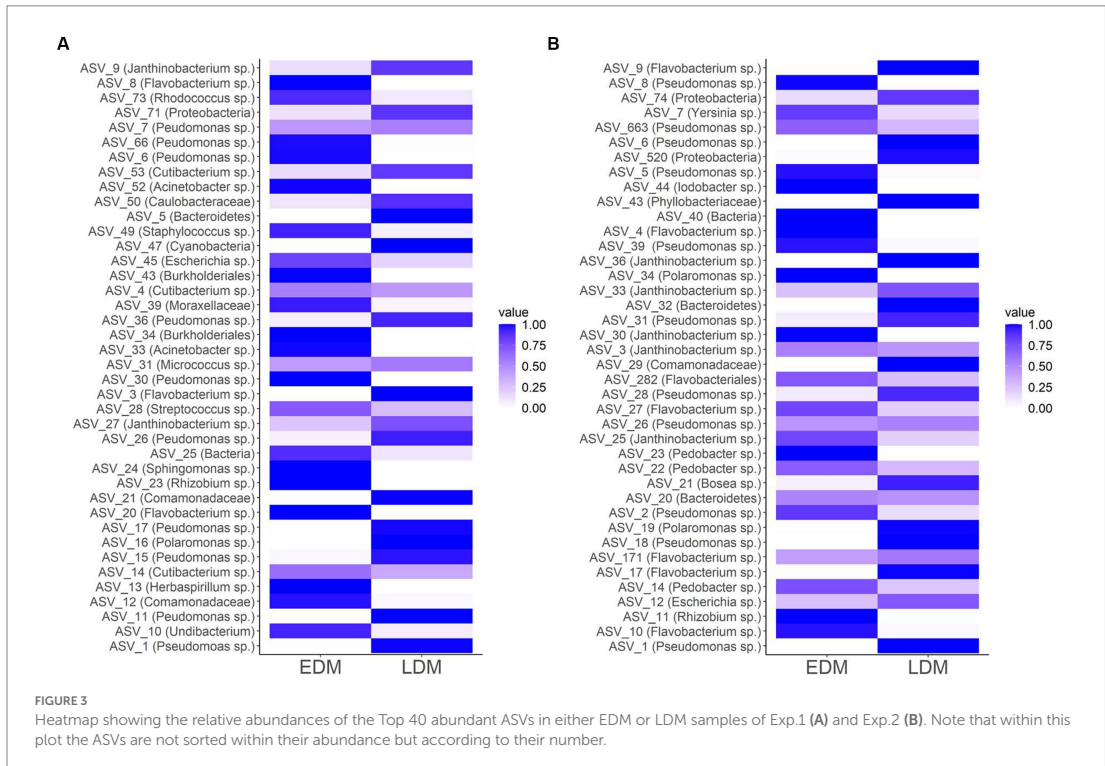 A
ASV_9 (Janthinobacterium sp.)
ASV_8 (Flavobacterium sp.)
ASV_73 (Rhodococcus sp.)
ASV_71 (Proteobacteria)
ASV_7 (Peudomonas sp.)
ASV_66 (Peudomonas sp.)
ASV_6 (Peudomonas sp.)
ASV_53 (Cutibacterium sp.)
ASV_52 (Acinetobacter sp.)
ASV_50 (Caulobacteraceae)
ASV_5 (Bacteroidetes)
ASV_49 (Staphylococcus sp.)
ASV_47 (Cyanobacteria)
ASV_45 (Escherichia sp.)
ASV_43 (Burkholderiales)
ASV_4 (Cutibacterium sp.)
ASV_39 (Moraxellaceae)
ASV_36 (Peudomonas sp.)
ASV_34 (Burkholderiales)
ASV_33 (Acinetobacter sp.)
ASV_31 (Micrococcus sp.)
ASV_30 (Peudomonas sp.)
ASV_3 (Flavobacterium sp.)
ASV_28 (Streptococcus sp.)
ASV_27 (Janthinobacterium sp.)
ASV_26 (Peudomonas sp.)
ASV_25 (Bacteria)
ASV_24 (Sphingomonas sp.)
ASV_23 (Rhizobium sp.)
ASV_21 (Comamonadaceae)
ASV_20 (Flavobacterium sp.)
ASV_17 (Peudomonas sp.)
ASV_16 (Polaromonas sp.)
ASV_15 (Peudomonas sp.)
ASV_14 (Cutibacterium sp.)
ASV_13 (Herbaspirillum sp.)
ASV_12 (Comamonadaceae)
ASV_11 (Peudomonas sp.)
ASV_10 (Undibacterium)
ASV_1 (Pseudomoas sp.)
EDM LDM
value
1.00
0.75
0.50
0.25
0.00
B
ASV_9 (Flavobacterium sp.)
ASV_8 (Pseudomonas sp.)
ASV_74 (Proteobacteria)
ASV_7 (Yersinia sp.)
ASV_663 (Pseudomonas sp.)
ASV_6 (Pseudomonas sp.)
ASV_520 (Proteobacteria)
ASV_5 (Pseudomonas sp.)
ASV_44 (Iodobacter sp.)
ASV_43 (Phyllobacteriaceae)
ASV_40 (Bacteria)
ASV_4 (Flavobacterium sp.)
ASV_39 (Pseudomonas sp.)
ASV_36 (Janthinobacterium sp.)
ASV_34 (Polaromonas sp.)
ASV_33 (Janthinobacterium sp.)
ASV_32 (Bacteroidetes)
ASV_31 (Pseudomonas sp.)
ASV_30 (Janthinobacterium sp.)
ASV_3 (Janthinobacterium sp.)
ASV_29 (Comamonadaceae)
ASV_282 (Flavobacteriales)
ASV_28 (Pseudomonas sp.)
ASV_27 (Flavobacterium sp.)
ASV_26 (Pseudomonas sp.)
ASV_25 (Janthinobacterium sp.)
ASV_23 (Pedobacter sp.)
ASV_22 (Pedobacter sp.)
ASV_21 (Bosea sp.)
ASV_20 (Bacteroidetes)
ASV_2 (Pseudomonas sp.)
ASV_19 (Polaromonas sp.)
ASV_18 (Pseudomonas sp.)
ASV_171 (Flavobacterium sp.)
ASV_17 (Flavobacterium sp.)
ASV_14 (Pedobacter sp.)
ASV_12 (Escherichia sp.)
ASV_11 (Rhizobium sp.)
ASV_10 (Flavobacterium sp.)
ASV_1 (Pseudomonas sp.)
EDM LDM
value
1.00
0.75
0.50
0.25
0.00
FIGURE 3
Heatmap showing the relative abundances of the Top 40 abundant ASVs in either EDM or LDM samples of Exp.1 (A) and Exp.2 (B). Note that within this
plot the ASVs are not sorted within their abundance but according to their number.